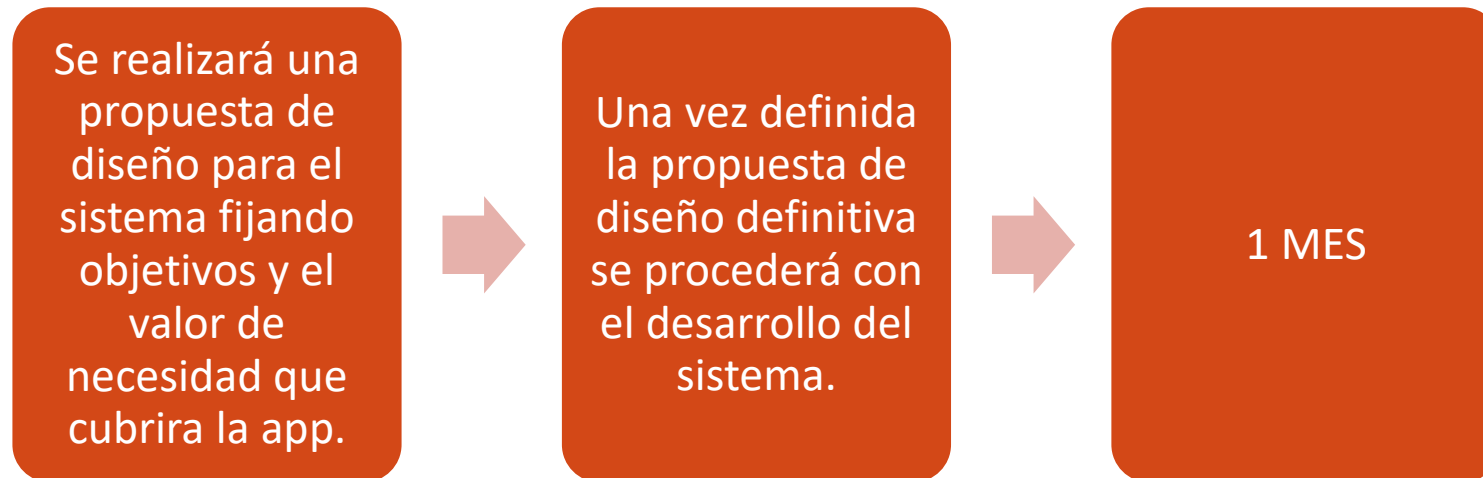 Se realizará una
propuesta de
diseño para el
sistema fijando
objetivos y el
valor de
necesidad que
cubrira la app.
Una vez definida
la propuesta de
diseño definitiva
se procederá con
el desarrollo del
sistema.
1 MES